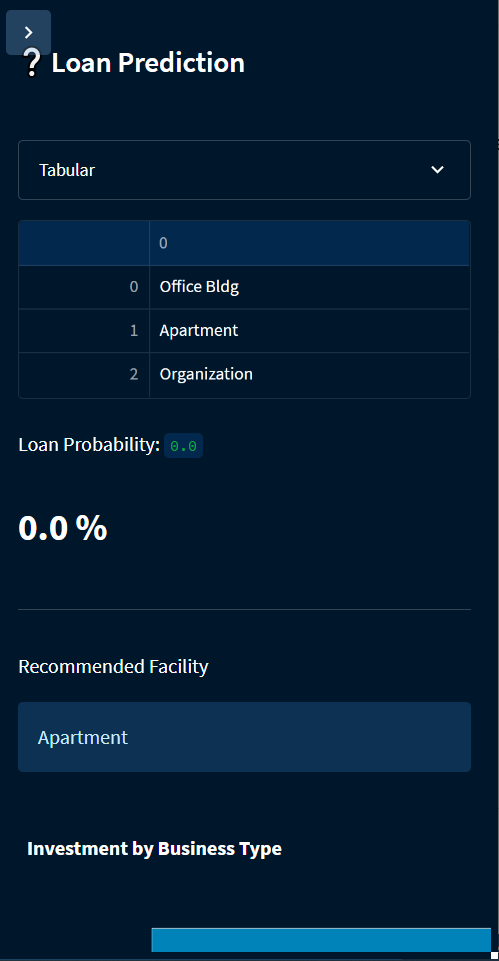 ❓ Loan Prediction
Tabular
0
0 Office Bldg
1 Apartment
2 Organization
Loan Probability: 0.0
0.0 %
Recommended Facility
Apartment
Investment by Business Type